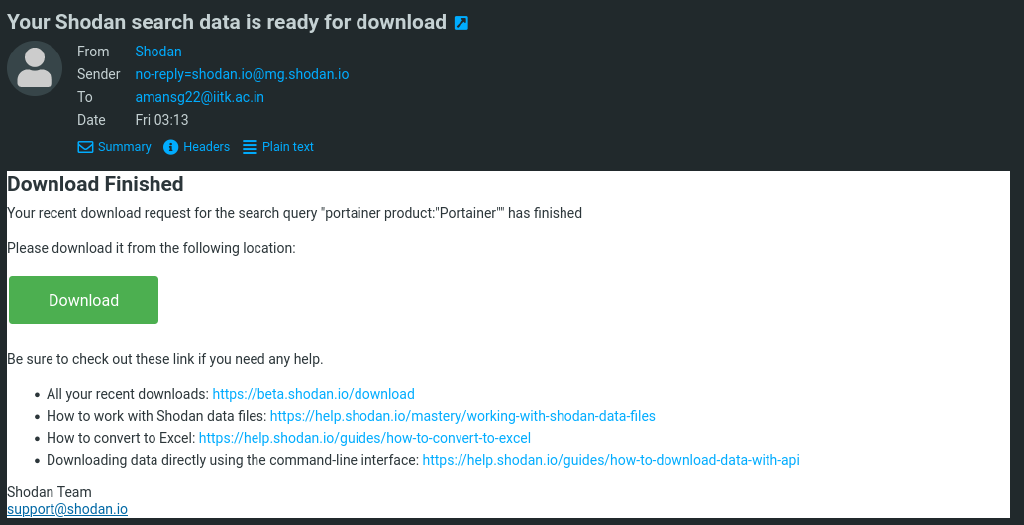 Your Shodan search data is ready for download
From Shodan
Sender no-reply=shodan.io@mg.shodan.io
To amansg22@iitk.ac.in
Date Fri 03:13
Summary Headers Plain text
Download Finished
Your recent download request for the search query "portainer product:"Portainer"" has finished
Please download it from the following location:
Download
Be sure to check out these link if you need any help.
• All your recent downloads: https://beta.shodan.io/download
• How to work with Shodan data files: https://help.shodan.io/mastery/working-with-shodan-data-files
• How to convert to Excel: https://help.shodan.io/guides/how-to-convert-to-excel
• Downloading data directly using the command-line interface: https://help.shodan.io/guides/how-to-download-data-with-api
Shodan Team
support@shodan.io